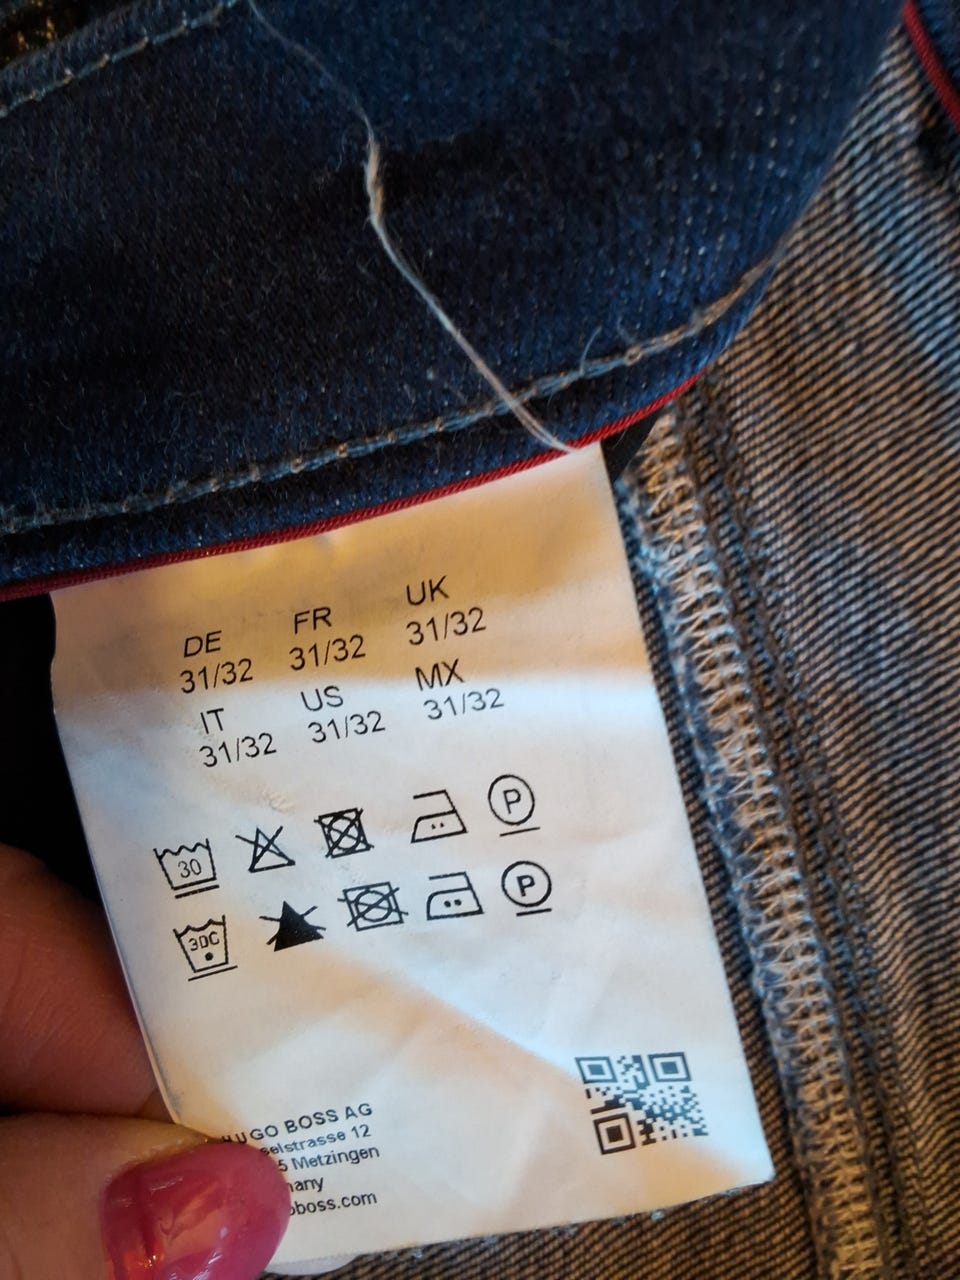 DE FR UK
31/32 31/32 31/32
IT US MX
31/32 31/32 31/32
30 P
30C P
HUGO BOSS AG
12
Metzingen